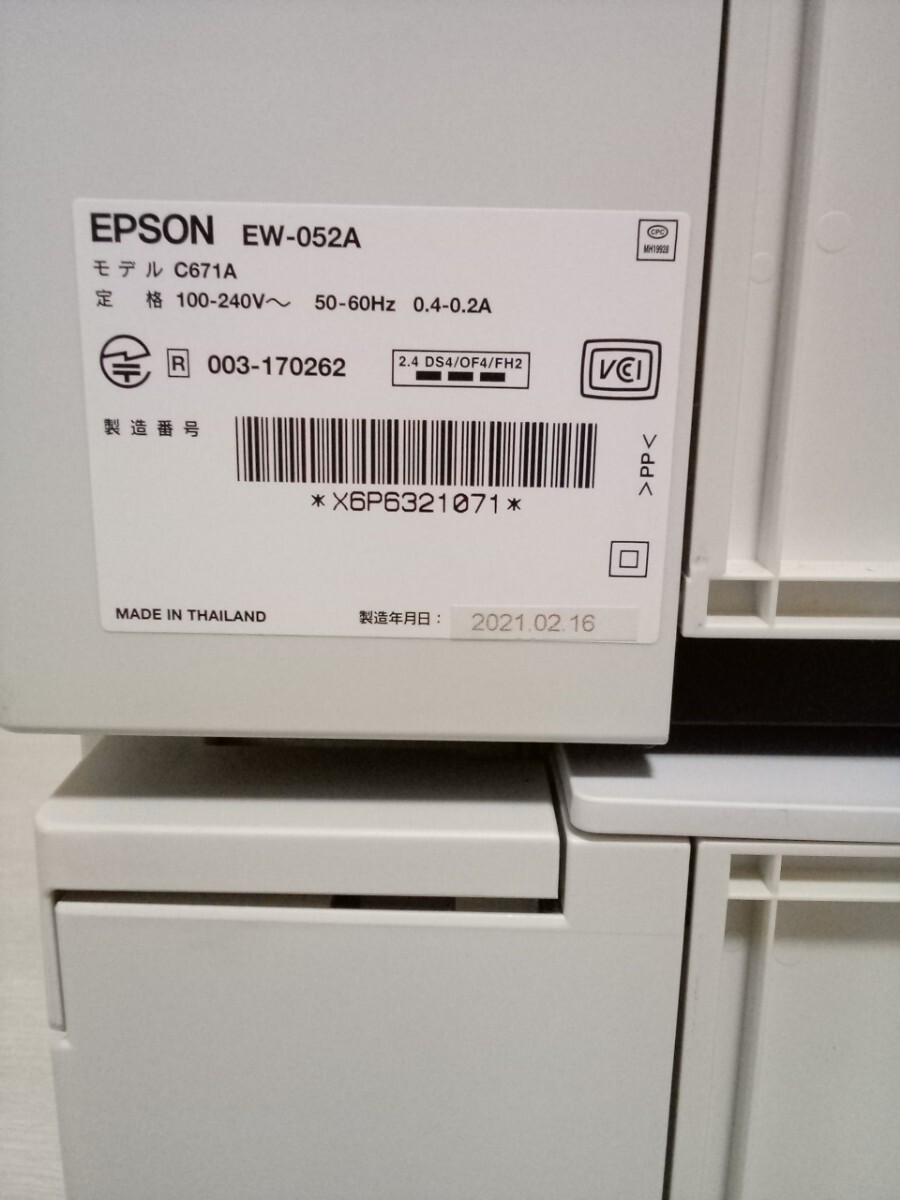 EPSON EW-052A
CPC
MH19928
モデル C671A
定 格 100-240V～ 50-60Hz 0.4-0.2A
R 003-170262
2.4 DS4/OF4/FH2
VCI
製造番号
*X6P6321071*
>PP<
MADE IN THAILAND
製造年月日： 2021.02.16